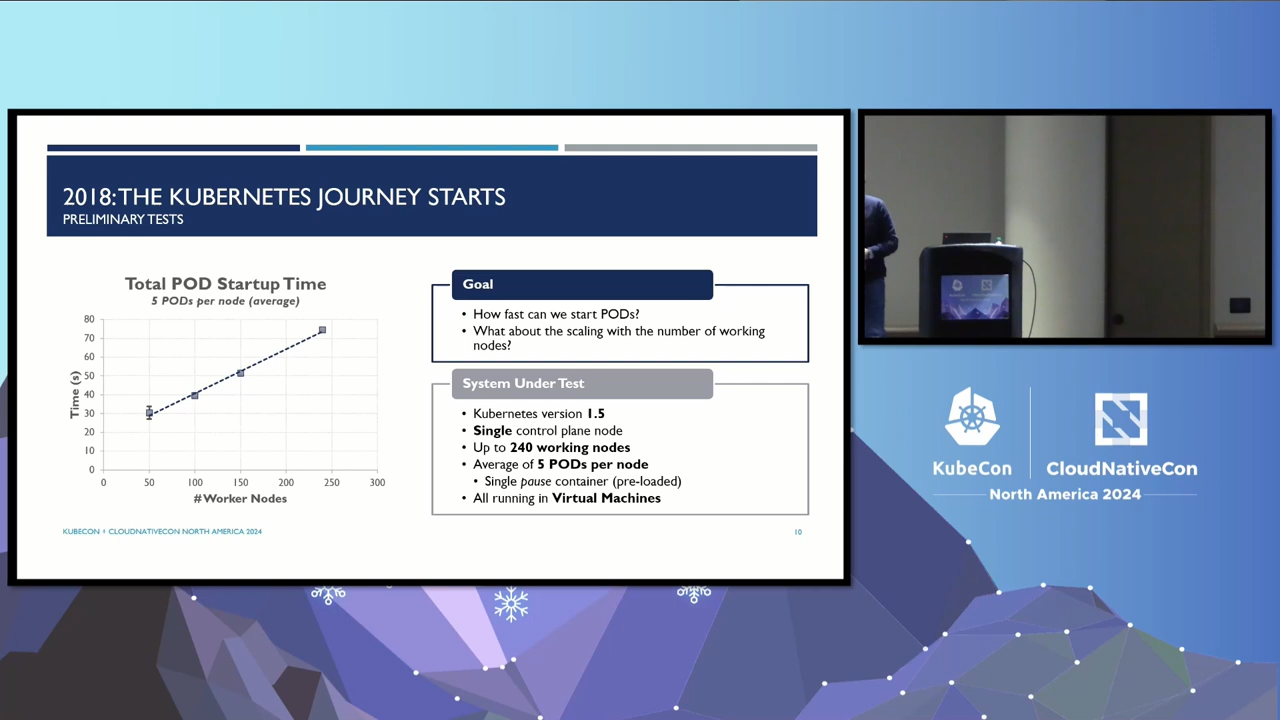 2018: THE KUBERNETES JOURNEY STARTS
PRELIMINARY TESTS
Total POD Startup Time
5 PODs per node (average)
80
70
60
50
40
30
20
10
0
Time (s)
0 50 100 150 200 250 300
# Worker Nodes
Goal
• How fast can we start PODs?
• What about the scaling with the number of working
nodes?
System Under Test
• Kubernetes version 1.5
• Single control plane node
• Up to 240 working nodes
• Average of 5 PODs per node
• Single pause container (pre-loaded)
• All running in Virtual Machines
KUBECON + CLOUDNATIVECON NORTH AMERICA 2024
10
KubeCon
CloudNativeCon
North America 2024